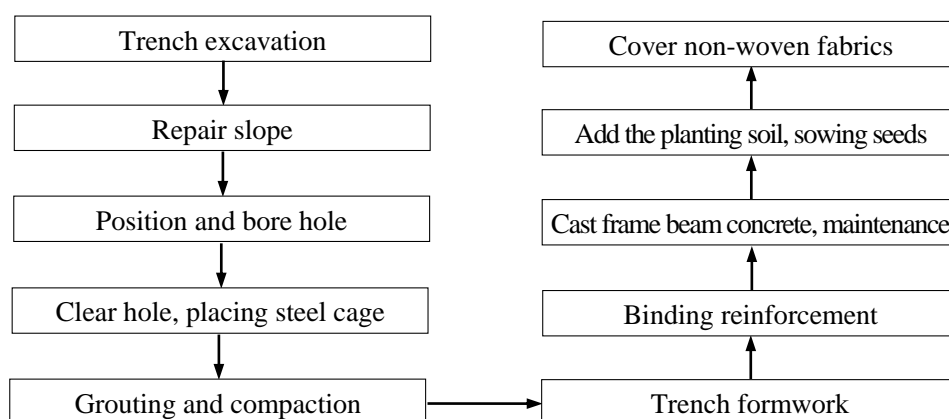 Trench excavation
Repair slope
Position and bore hole
Clear hole, placing steel cage
Grouting and compaction
Trench formwork
Binding reinforcement
Cast frame beam concrete, maintenance
Add the planting soil, sowing seeds
Cover non-woven fabrics